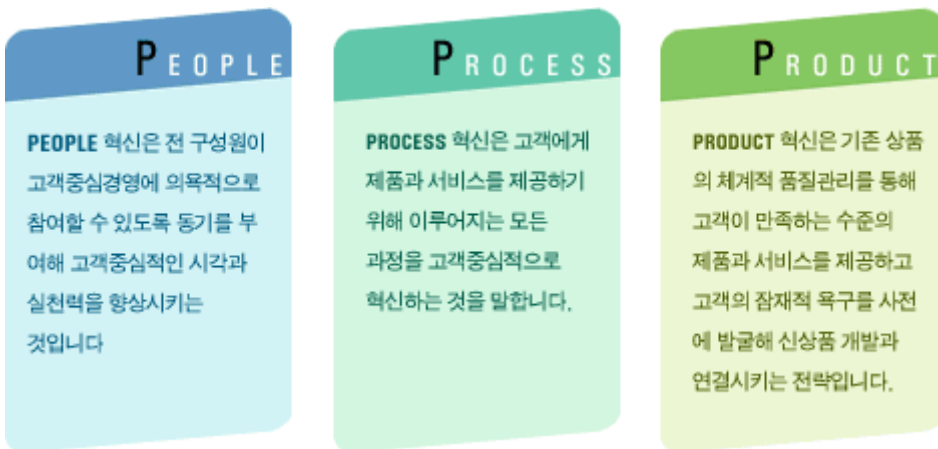 PEOPLE
PEOPLE 혁신은 전 구성원이
고객중심경영에 의욕적으로
참여할 수 있도록 동기를 부
여해 고객중심적인 시각과
실천력을 향상시키는
것입니다
PROCESS
PROCESS 혁신은 고객에게
제품과 서비스를 제공하기
위해 이루어지는 모든
과정을 고객중심적으로
혁신하는 것을 말합니다.
PRODUCT
PRODUCT 혁신은 기존 상품
의 체계적 품질관리를 통해
고객이 만족하는 수준의
제품과 서비스를 제공하고
고객의 잠재적 욕구를 사전
에 발굴해 신상품 개발과
연결시키는 전략입니다.